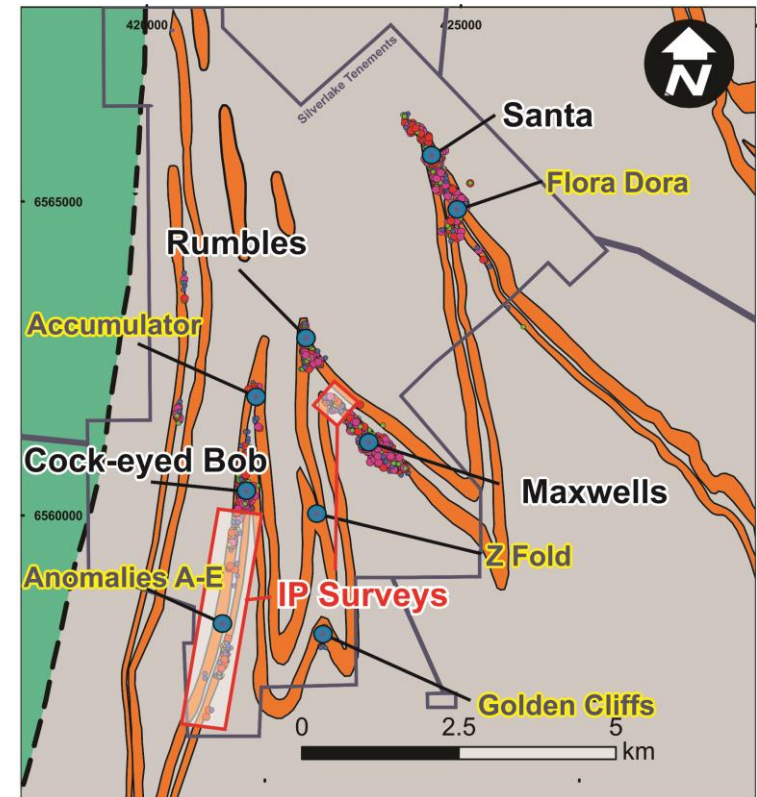 420000
425000
Silverlake Tenements
N
Santa
Flora Dora
6565000
Rumbles
Accumulator
Cock-eyed Bob
Maxwells
6560000
Z Fold
Anomalies A-E
IP Surveys
Golden Cliffs
0 2.5 5
km